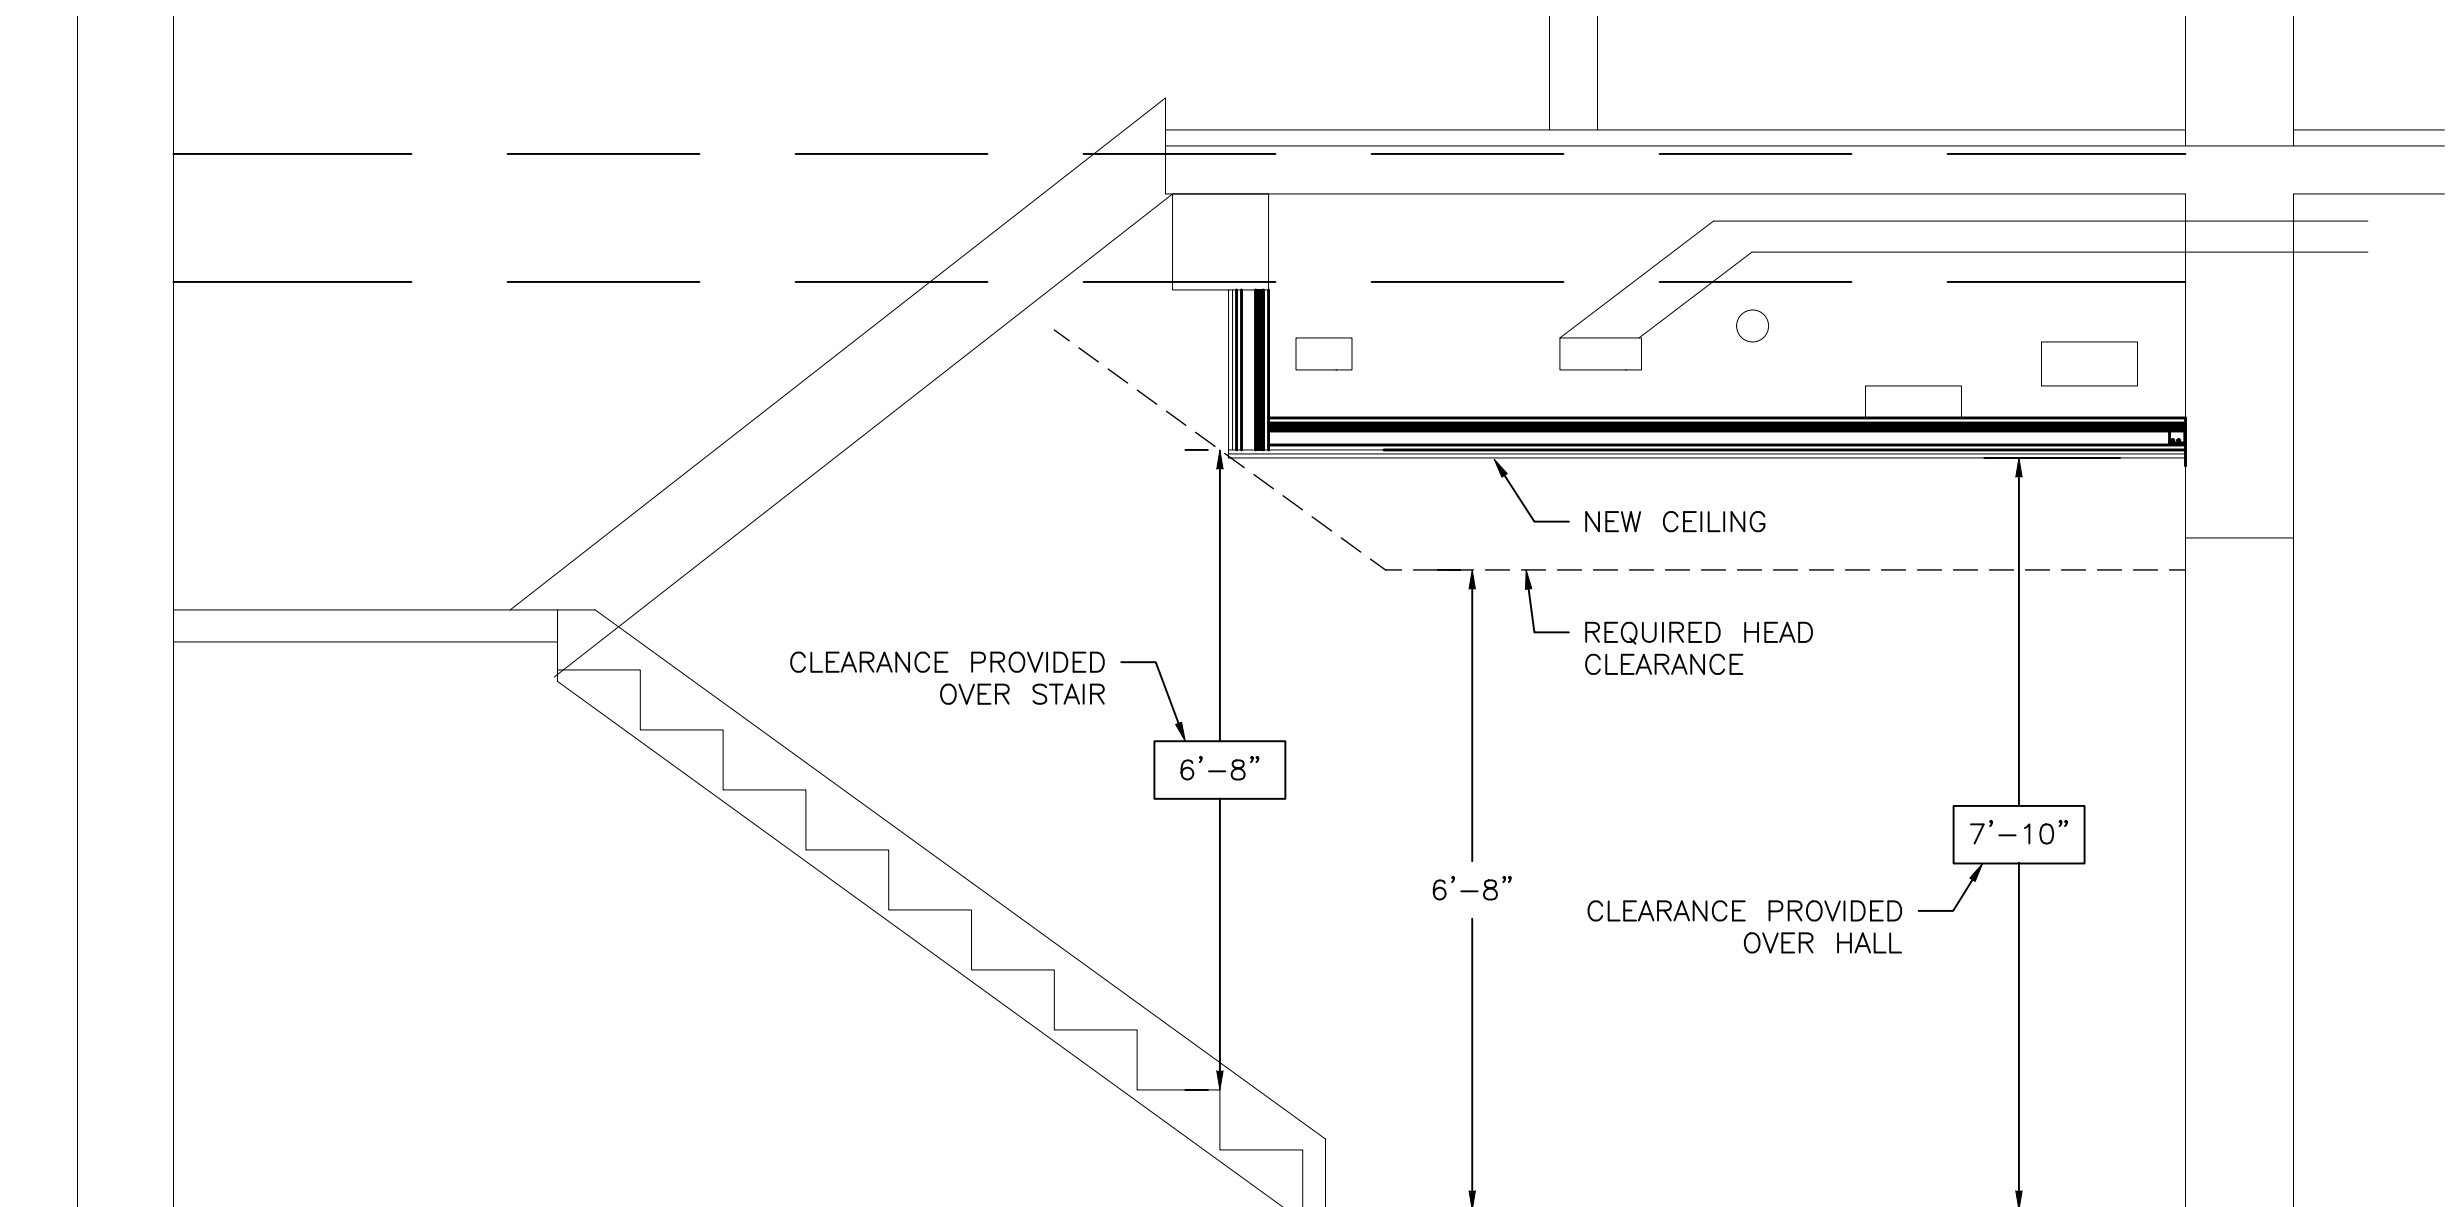 NEW CEILING
REQUIRED HEAD
CLEARANCE
CLEARANCE PROVIDED
OVER STAIR
6'-8"
7'-10"
6'-8"
CLEARANCE PROVIDED
OVER HALL